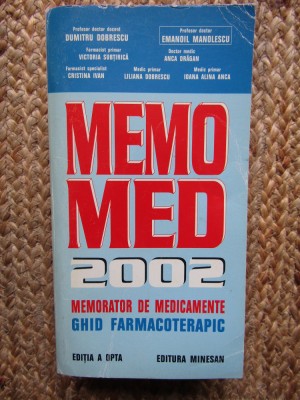 Profesor doctor docent
DUMITRU DOBRESCU
Profesor doctor
EMANOIL MANOLESCU
Farmacist primar
VICTORIA SORTIRICĂ
Doctor medic
ANCA DRĂGAN
Farmacist specialist
CRISTINA IVAN
Medic primar
LILIANA DOBRESCU
Medic primar
IOANA ALINA ANCA
MEMO
MED
2002
MEMORATOR DE MEDICAMENTE
GHID FARMACOTERAPIC
EDIȚIA A OPTA
EDITURA MINESAN